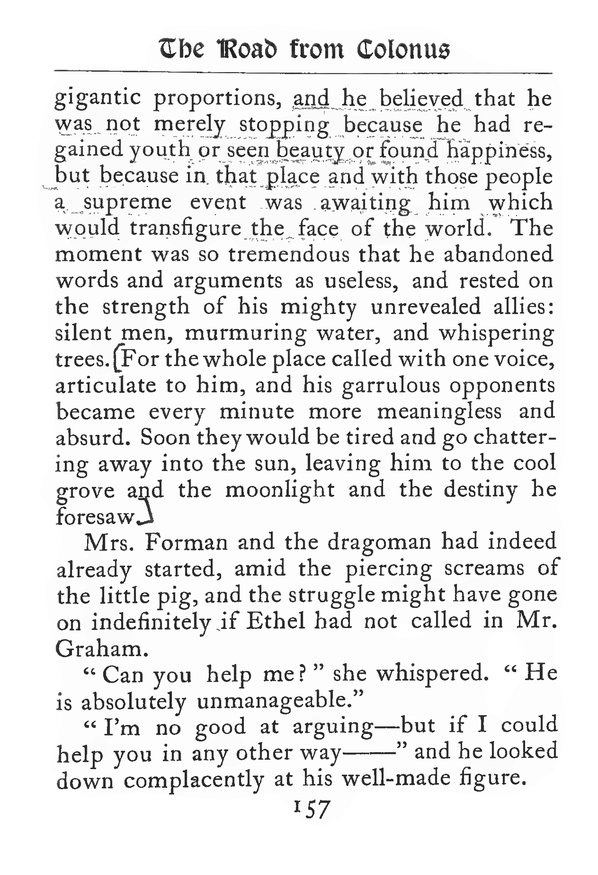 The Road from Colonus
gigantic proportions, and he believed that he
was not merely stopping because he had re-
gained youth or seen beauty or found happiness,
but because in that place and with those people
a supreme event was awaiting him which
would transfigure the face of the world. The
moment was so tremendous that he abandoned
words and arguments as useless, and rested on
the strength of his mighty unrevealed allies:
silent men, murmuring water, and whispering
trees. [For the whole place called with one voice,
articulate to him, and his garrulous opponents
became every minute more meaningless and
absurd. Soon they would be tired and go chatter-
ing away into the sun, leaving him to the cool
grove and the moonlight and the destiny he
foresaw.]
Mrs. Forman and the dragoman had indeed
already started, amid the piercing screams of
the little pig, and the struggle might have gone
on indefinitely if Ethel had not called in Mr.
Graham.
“ Can you help me? ” she whispered. “ He
is absolutely unmanageable.”
“ I’m no good at arguing—but if I could
help you in any other way——” and he looked
down complacently at his well-made figure.
157